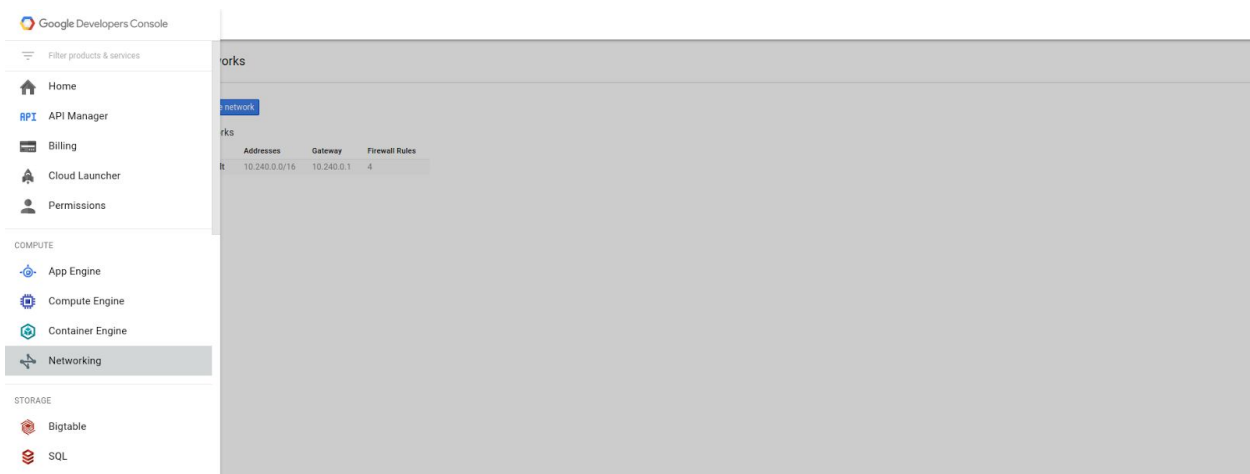 Google Developers Console
Filter products & services
Home
API Manager
Billing
Cloud Launcher
Permissions
COMPUTE
App Engine
Compute Engine
Container Engine
Networking
STORAGE
Bigtable
SQL
orks
e network
rks
Addresses Gateway Firewall Rules
lt 10.240.0.0/16 10.240.0.1 4